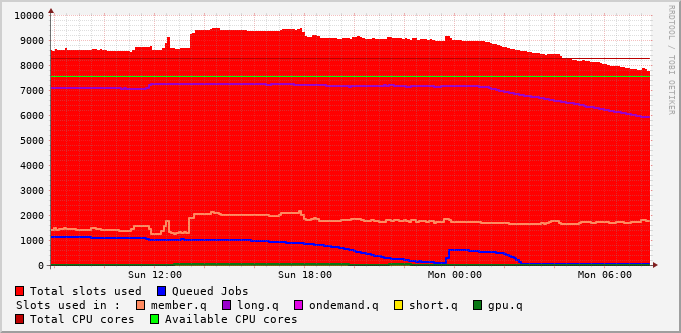 10000
9000
8000
7000
6000
5000
4000
3000
2000
1000
0
Sun 12:00 Sun 18:00 Mon 00:00 Mon 06:00
RRDTOOL / TOBI OETIKER
Total slots used Queued Jobs
Slots used in : member.q long.q ondemand.q short.q gpu.q
Total CPU cores Available CPU cores